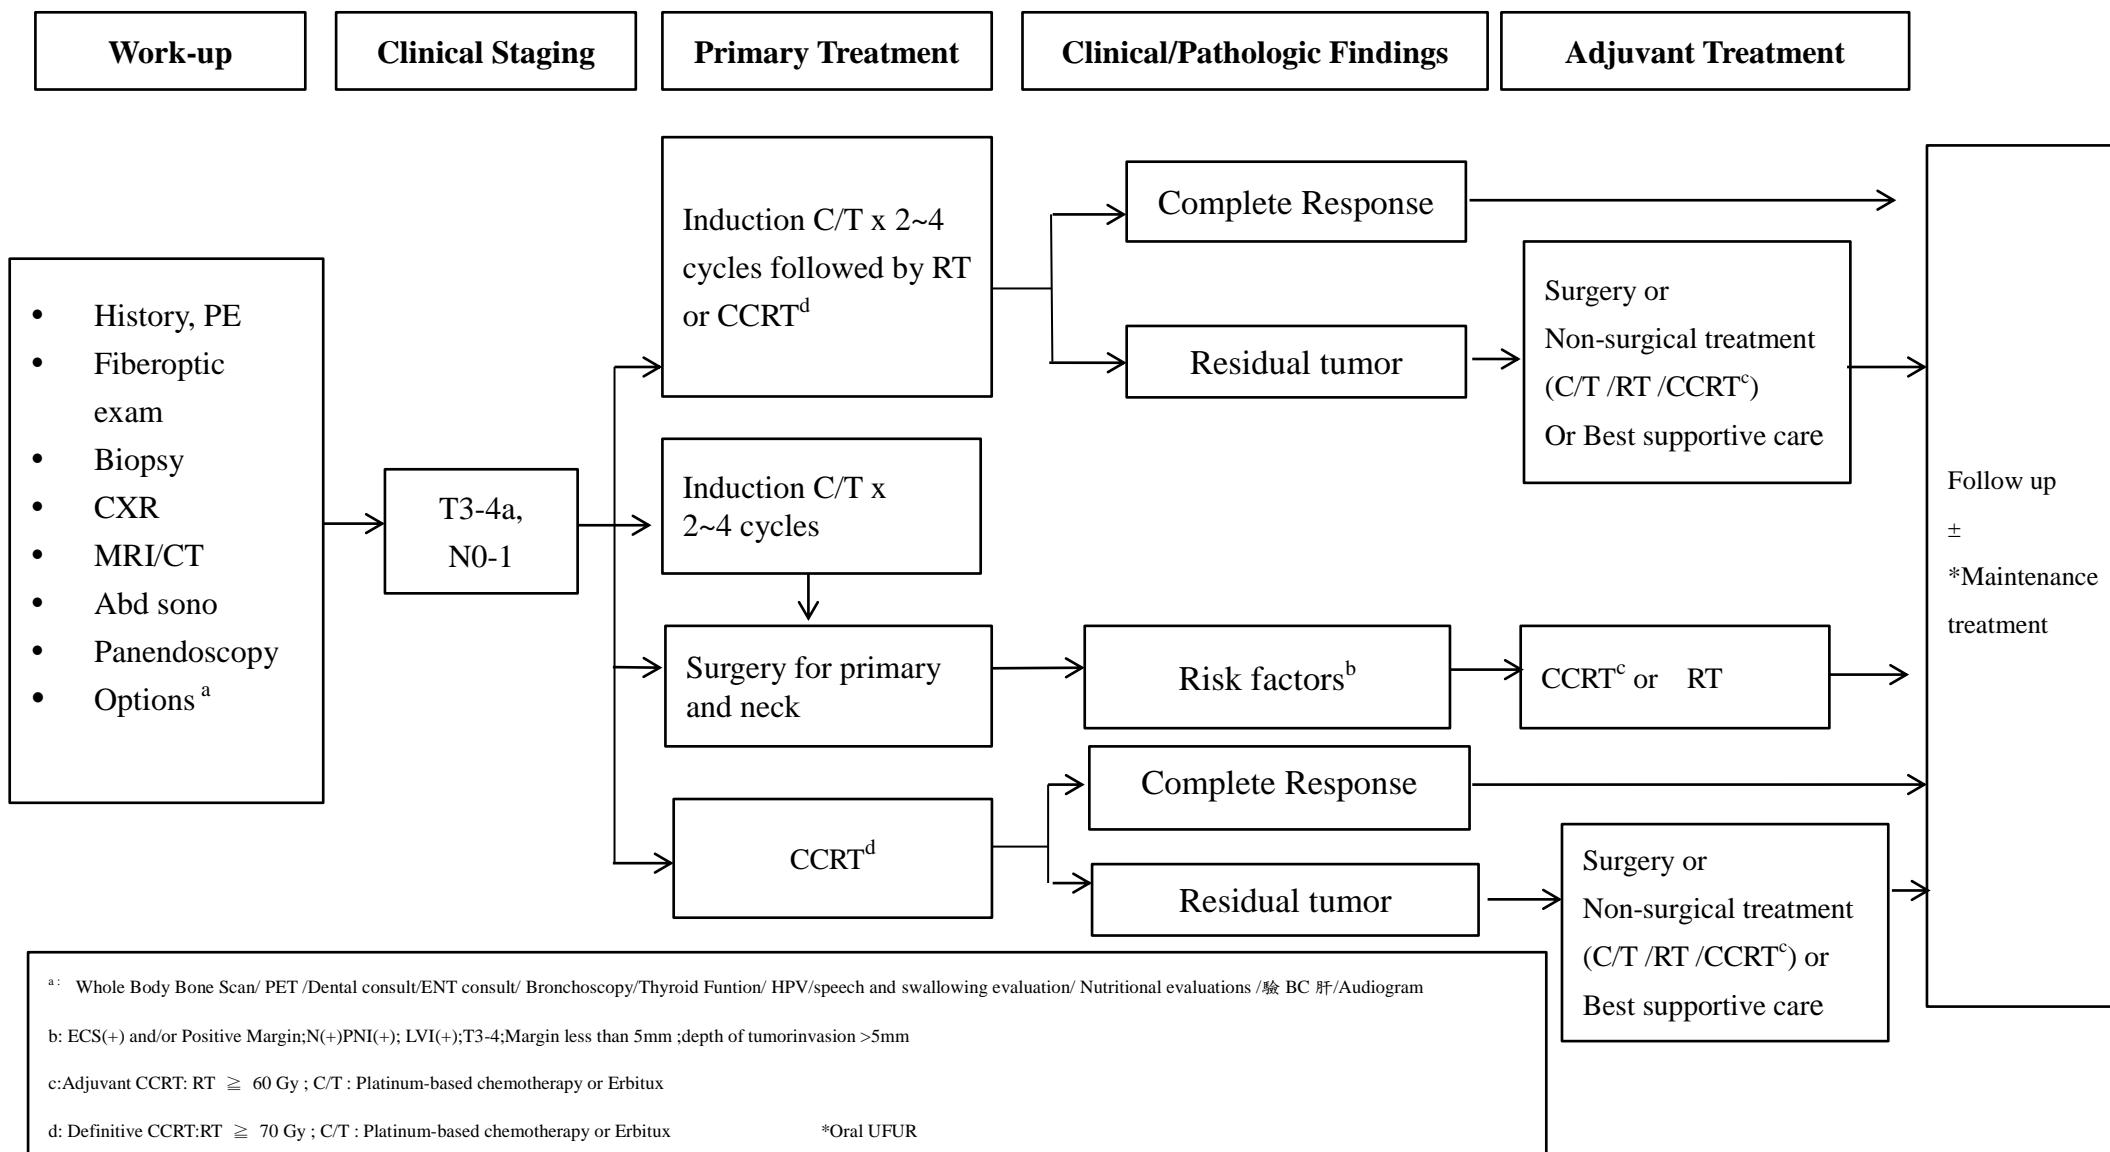 Work-up
Clinical Staging
Primary Treatment
Clinical/Pathologic Findings
Adjuvant Treatment
• History, PE
• Fiberoptic
exam
• Biopsy
• CXR
• MRI/CT
• Abd sono
• Panendoscopy
• Options a
T3-4a,
N0-1
Induction C/T x 2~4
cycles followed by RT
or CCRTd
Complete Response
Residual tumor
Surgery or
Non-surgical treatment
(C/T /RT /CCRTc)
Or Best supportive care
Induction C/T x
2~4 cycles
Surgery for primary
and neck
Risk factorsb
CCRTc or RT
CCRTd
Complete Response
Residual tumor
Surgery or
Non-surgical treatment
(C/T /RT /CCRTc) or
Best supportive care
Follow up
±
*Maintenance
treatment
a: Whole Body Bone Scan/ PET /Dental consult/ENT consult/ Bronchoscopy/Thyroid Funtion/ HPV/speech and swallowing evaluation/ Nutritional evaluations /驗 BC 肝/Audiogram
b: ECS(+) and/or Positive Margin;N(+)PNI(+); LVI(+);T3-4;Margin less than 5mm ;depth of tumorinvasion >5mm
c:Adjuvant CCRT: RT ≧ 60 Gy ; C/T : Platinum-based chemotherapy or Erbitux
d: Definitive CCRT:RT ≧ 70 Gy ; C/T : Platinum-based chemotherapy or Erbitux *Oral UFUR